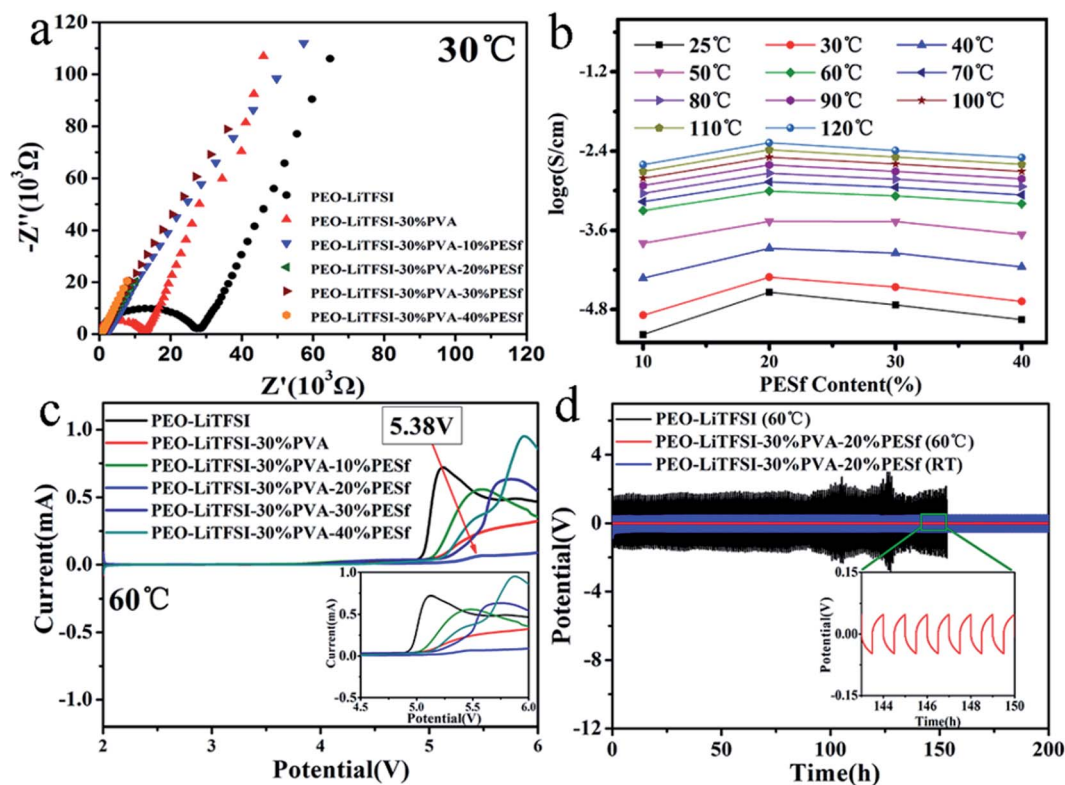 a
30℃
-Z''(10³Ω)
120
100
80
60
40
20
0
PEO-LiTFSI
PEO-LiTFSI-30%PVA
PEO-LiTFSI-30%PVA-10%PESf
PEO-LiTFSI-30%PVA-20%PESf
PEO-LiTFSI-30%PVA-30%PESf
PEO-LiTFSI-30%PVA-40%PESf
0 20 40 60 80 100 120
Z'(10³Ω)
b
25℃ 30℃ 40℃
50℃ 60℃ 70℃
80℃ 90℃ 100℃
110℃ 120℃
logσ(S/cm)
-1.2
-2.4
-3.6
-4.8
10 20 30 40
PESf Content(%)
c
PEO-LiTFSI
PEO-LiTFSI-30%PVA
PEO-LiTFSI-30%PVA-10%PESf
PEO-LiTFSI-30%PVA-20%PESf
PEO-LiTFSI-30%PVA-30%PESf
PEO-LiTFSI-30%PVA-40%PESf
5.38V
60℃
Current(mA)
1.0
0.5
0.0
-0.5
-1.0
2 3 4 5 6
Potential(V)
Current(mA)
1.0
0.5
0.0
-0.5
4.5 5.0 5.5 6.0
Potential(V)
d
PEO-LiTFSI (60℃)
PEO-LiTFSI-30%PVA-20%PESf (60℃)
PEO-LiTFSI-30%PVA-20%PESf (RT)
Potential(V)
6
3
0
-2
-4
-6
-9
-12
0 50 100 150 200
Time(h)
Potential(V)
0.15
0.00
-0.15
144 146 148 150
Time(h)